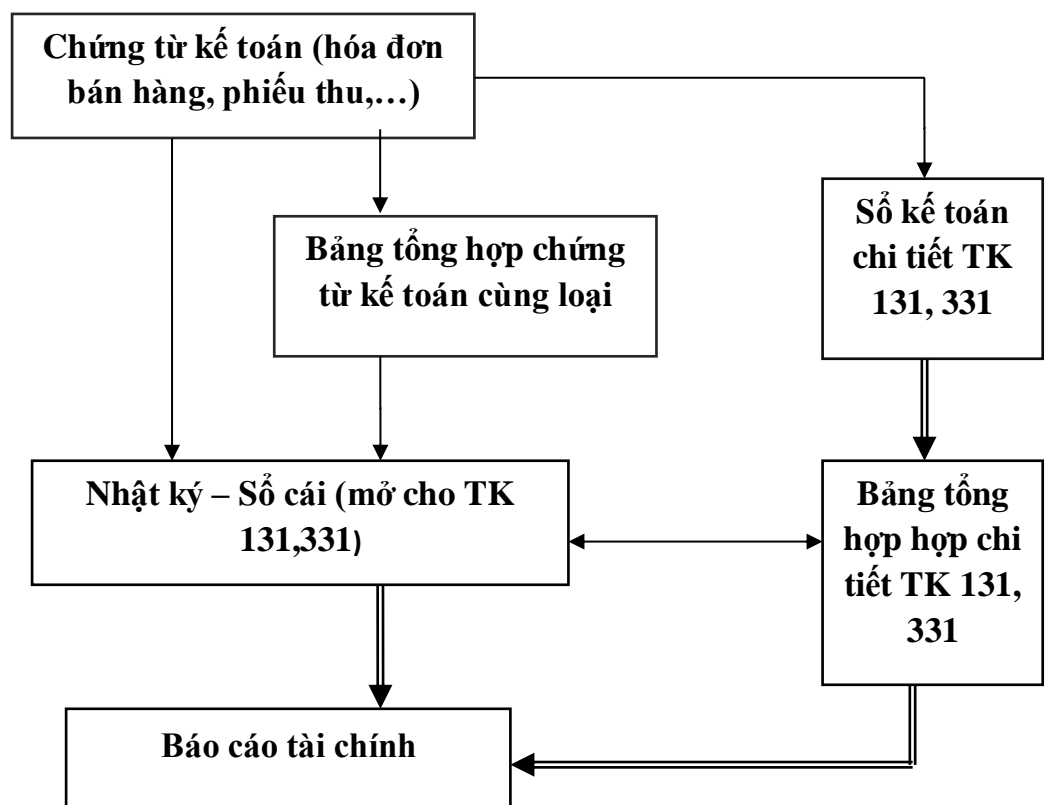 Chứng từ kế toán (hóa đơn
bán hàng, phiếu thu,…)
Sổ kế toán
chi tiết TK
131, 331
Bảng tổng hợp chứng
từ kế toán cùng loại
Nhật ký – Sổ cái (mở cho TK
131,331)
Bảng tổng
hợp hợp chi
tiết TK 131,
331
Báo cáo tài chính